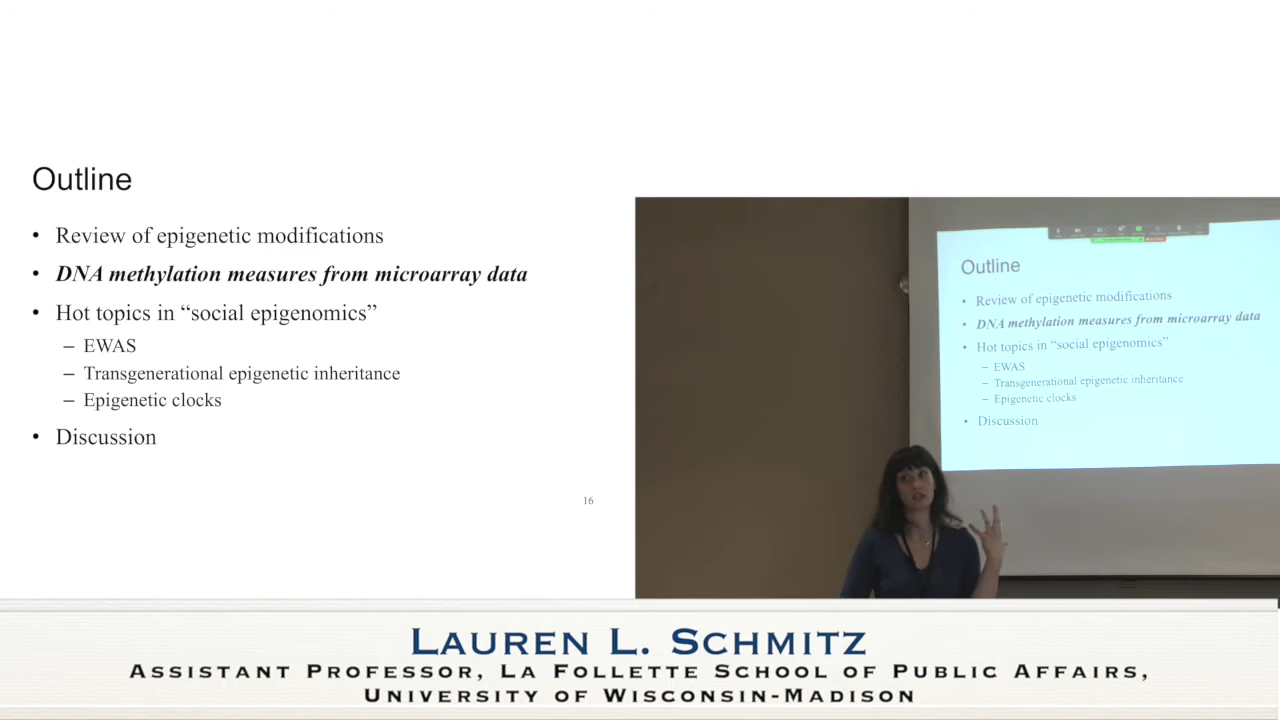 Outline
• Review of epigenetic modifications
• DNA methylation measures from microarray data
• Hot topics in “social epigenomics”
– EWAS
– Transgenerational epigenetic inheritance
– Epigenetic clocks
• Discussion
16
Outline
• Review of epigenetic modifications
• DNA methylation measures from microarray data
• Hot topics in “social epigenomics”
– EWAS
– Transgenerational epigenetic inheritance
– Epigenetic clocks
• Discussion
LAUREN L. SCHMITZ
ASSISTANT PROFESSOR, LA FOLLETTE SCHOOL OF PUBLIC AFFAIRS,
UNIVERSITY OF WISCONSIN-MADISON